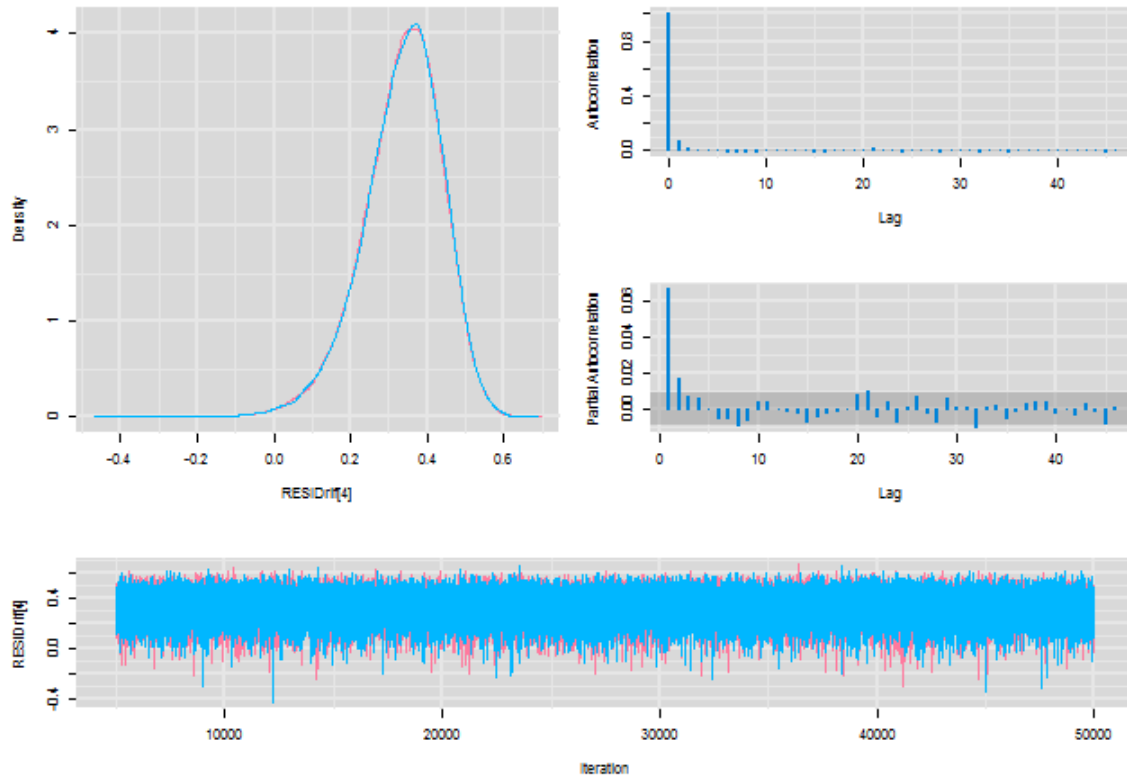 Density
0 1 2 3 4
-0.4 -0.2 0.0 0.2 0.4 0.6
RESIDrlf[4]
Autocorrelation
0.0 0.4 0.8
0 10 20 30 40
Lag
Partial Autocorrelation
0.00 0.02 0.04 0.06
0 10 20 30 40
Lag
RESIDrlf[4]
-0.4 0.0 0.4
10000 20000 30000 40000 50000
Iteration